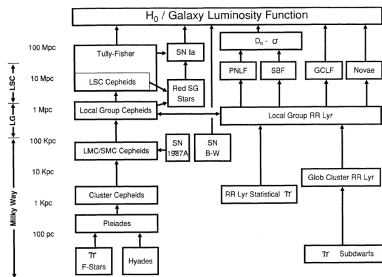 H0 / Galaxy Luminosity Function
100 Mpc
Tully-Fisher
SN Ia
Dn - σ
LSC
10 Mpc
LSC Cepheids
Red SG
Stars
PNLF
SBF
GCLF
Novae
LG
1 Mpc
Local Group Cepheids
Local Group RR Lyr
100 Kpc
LMC/SMC Cepheids
SN
1987A
SN
B-W
Milky Way
10 Kpc
Cluster Cepheids
RR Lyr Statistical 'π'
Glob Cluster RR Lyr
1 Kpc
Pleiades
100 pc
'π'
F-Stars
Hyades
'π' Subdwarfs